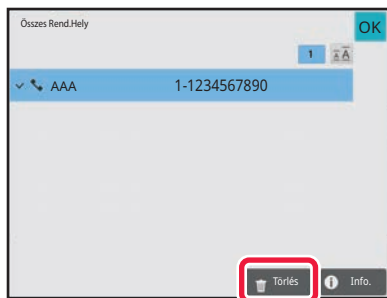 Összes Rend.Hely
OK
1
AAA 1-1234567890
Törlés
Info.